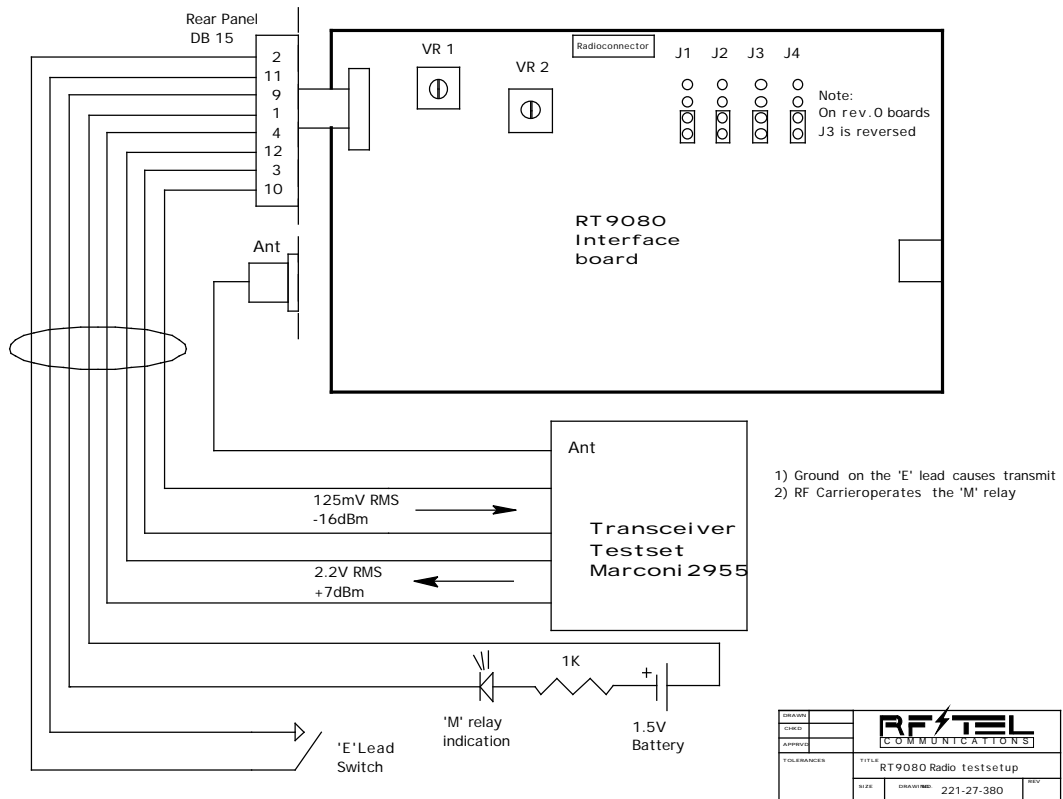 Rear Panel
DB 15
2
11
9
1
4
12
3
10
VR 1
VR 2
Radioconnector
J1 J2 J3 J4
Note:
On rev.0 boards
J3 is reversed
RT9080
Interface
board
Ant
Ant
125mV RMS
-16dBm
2.2V RMS
+7dBm
Transceiver
Testset
Marconi 2955
1) Ground on the 'E' lead causes transmit
2) RF Carrieroperates the 'M' relay
1K
+
'M' relay
indication
1.5V
Battery
'E'Lead
Switch
DRAWN
CHKD
APPRVD
TOLERANCES
RF TEL
COMMUNICATIONS
TITLE
RT9080 Radio testsetup
SIZE
DRAWING NO. 221-27-380
REV